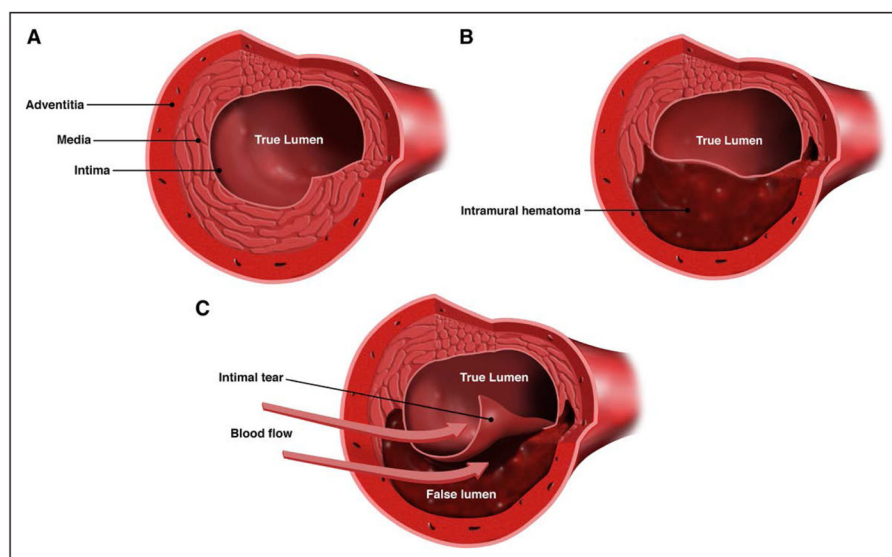 A
Adventitia
Media
Intima
True Lumen
B
True Lumen
Intramural hematoma
C
Intimal tear
True Lumen
Blood flow
False lumen